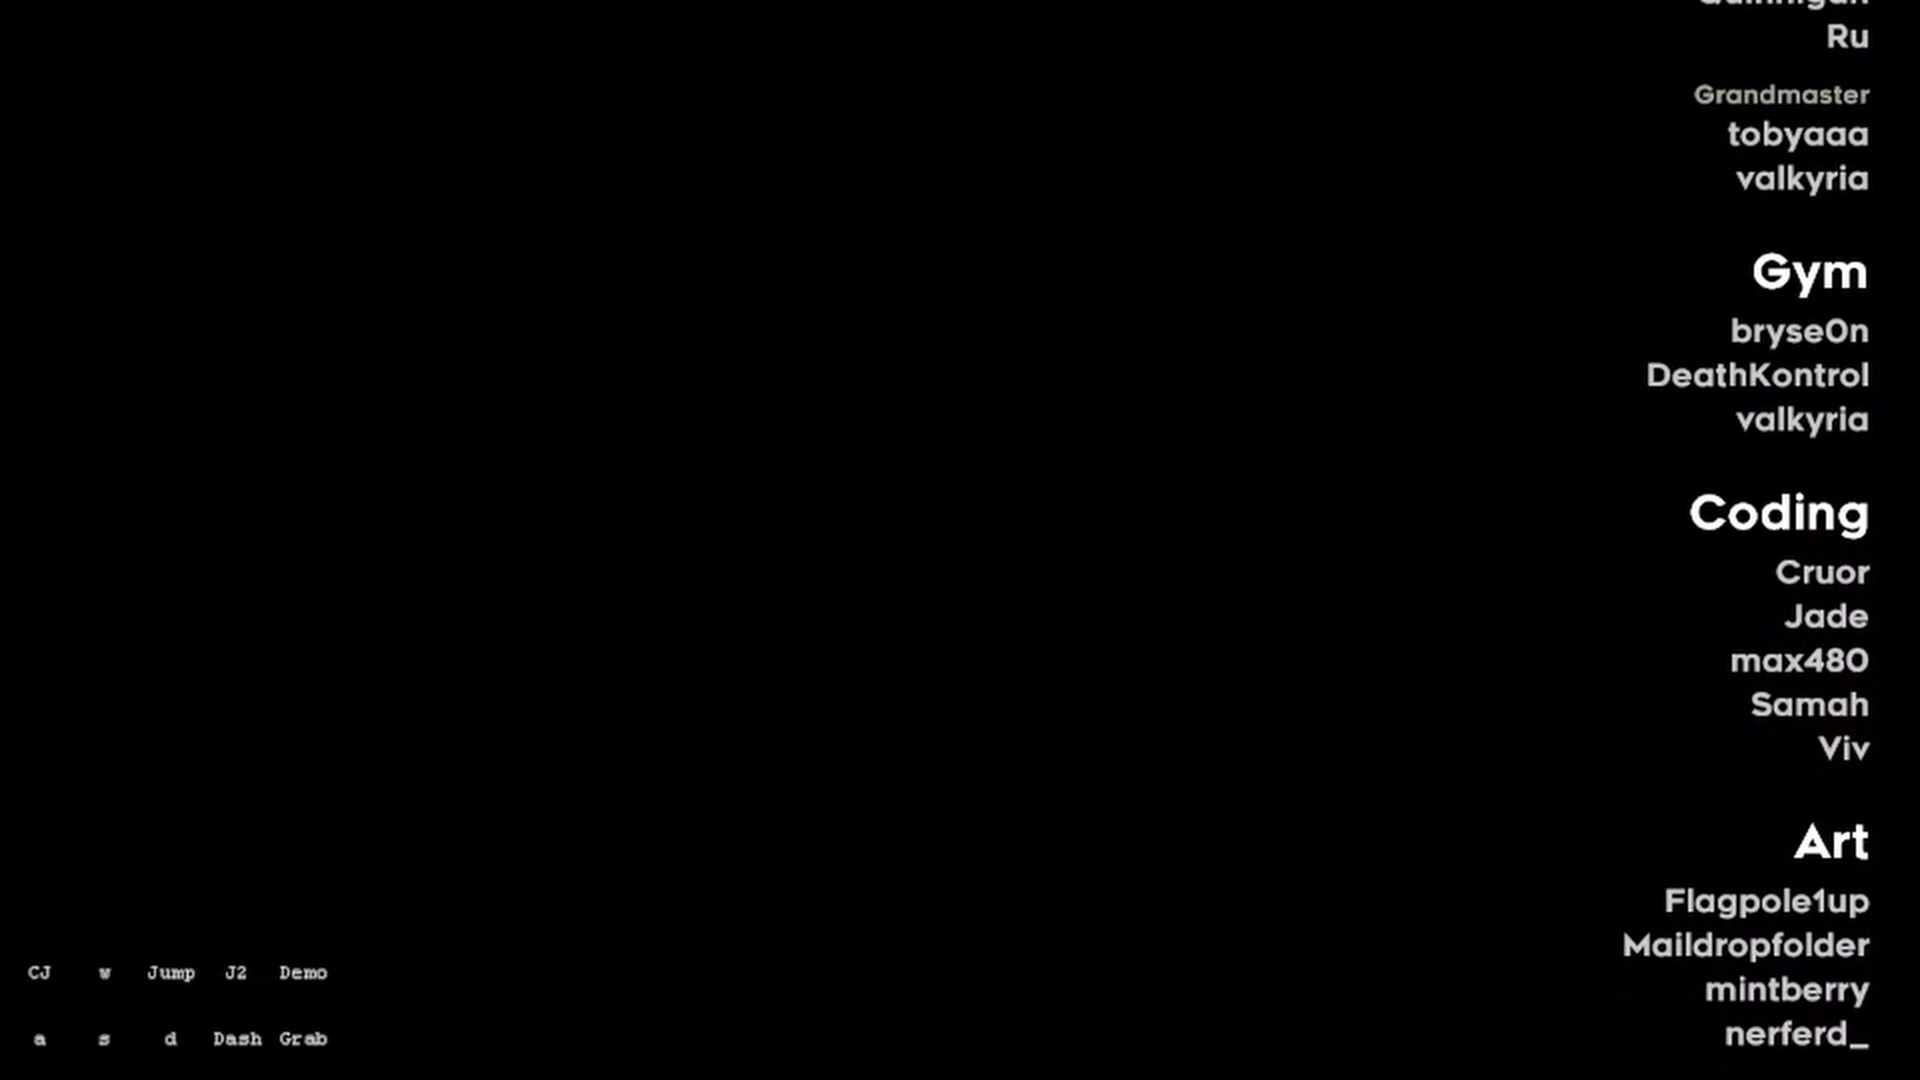 Ru
Grandmaster
tobyaaa
valkyria
Gym
bryse0n
DeathKontrol
valkyria
Coding
Cruor
Jade
max480
Samah
Viv
Art
Flagpole1up
Maildropfolder
mintberry
nerferd_
CJ w Jump J2 Demo
a s d Dash Grab